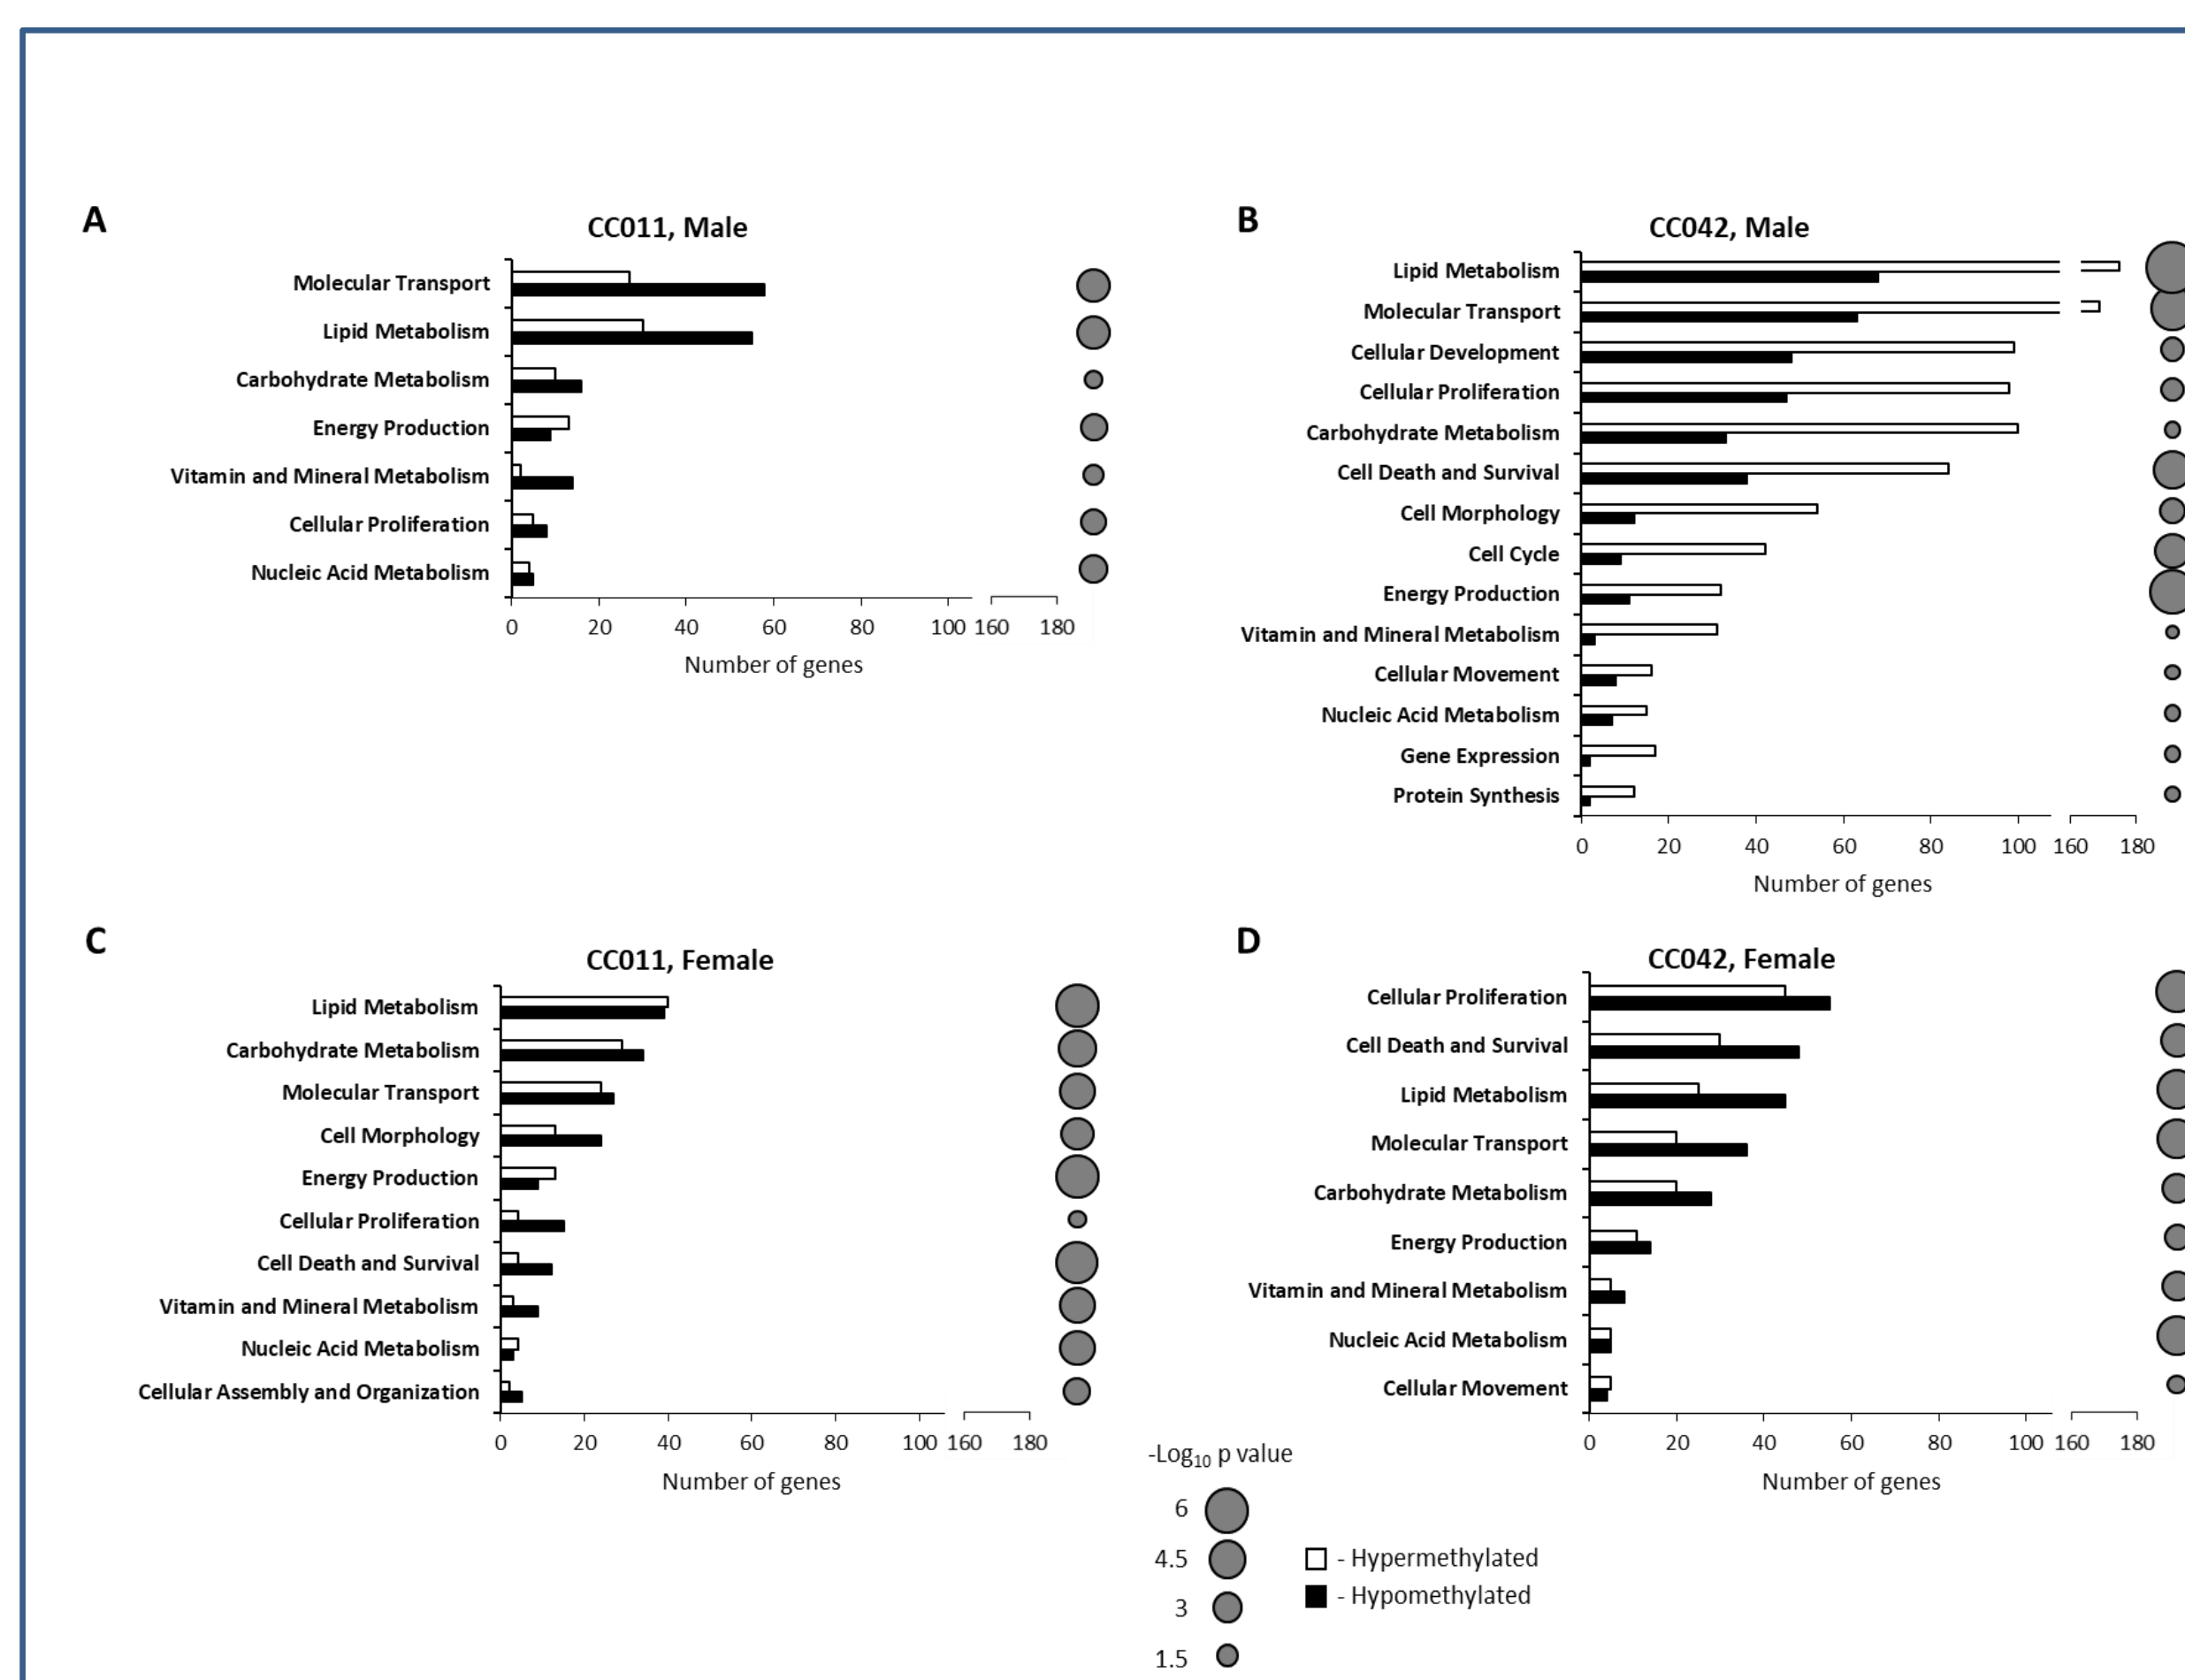 A
CC011, Male
Molecular Transport
Lipid Metabolism
Carbohydrate Metabolism
Energy Production
Vitamin and Mineral Metabolism
Cellular Proliferation
Nucleic Acid Metabolism
0 20 40 60 80 100 160 180
Number of genes
B
CC042, Male
Lipid Metabolism
Molecular Transport
Cellular Development
Cellular Proliferation
Carbohydrate Metabolism
Cell Death and Survival
Cell Morphology
Cell Cycle
Energy Production
Vitamin and Mineral Metabolism
Cellular Movement
Nucleic Acid Metabolism
Gene Expression
Protein Synthesis
0 20 40 60 80 100 160 180
Number of genes
C
CC011, Female
Lipid Metabolism
Carbohydrate Metabolism
Molecular Transport
Cell Morphology
Energy Production
Cellular Proliferation
Cell Death and Survival
Vitamin and Mineral Metabolism
Nucleic Acid Metabolism
Cellular Assembly and Organization
0 20 40 60 80 100 160 180
Number of genes
D
CC042, Female
Cellular Proliferation
Cell Death and Survival
Lipid Metabolism
Molecular Transport
Carbohydrate Metabolism
Energy Production
Vitamin and Mineral Metabolism
Nucleic Acid Metabolism
Cellular Movement
0 20 40 60 80 100 160 180
Number of genes
-Log10 p value
6
4.5
3
1.5
- Hypermethylated
- Hypomethylated